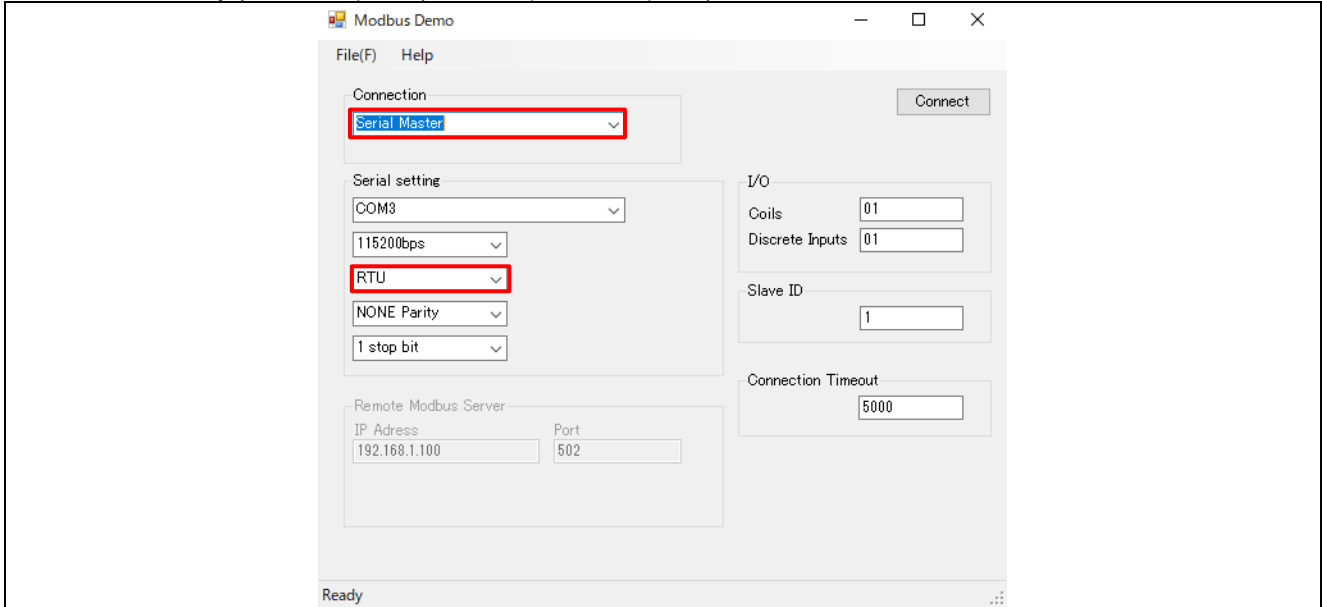 Modbus Demo
File(F) Help
Connection
Serial Master
Connect
Serial setting
COM3
115200bps
RTU
NONE Parity
1 stop bit
I/O
Coils 01
Discrete Inputs 01
Slave ID
1
Connection Timeout
5000
Remote Modbus Server
IP Adress Port
192.168.1.100 502
Ready